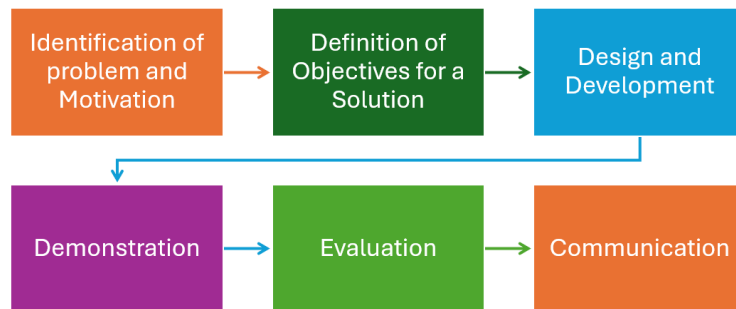 Identification of
problem and
Motivation
Definition of
Objectives for a
Solution
Design and
Development
Demonstration
Evaluation
Communication